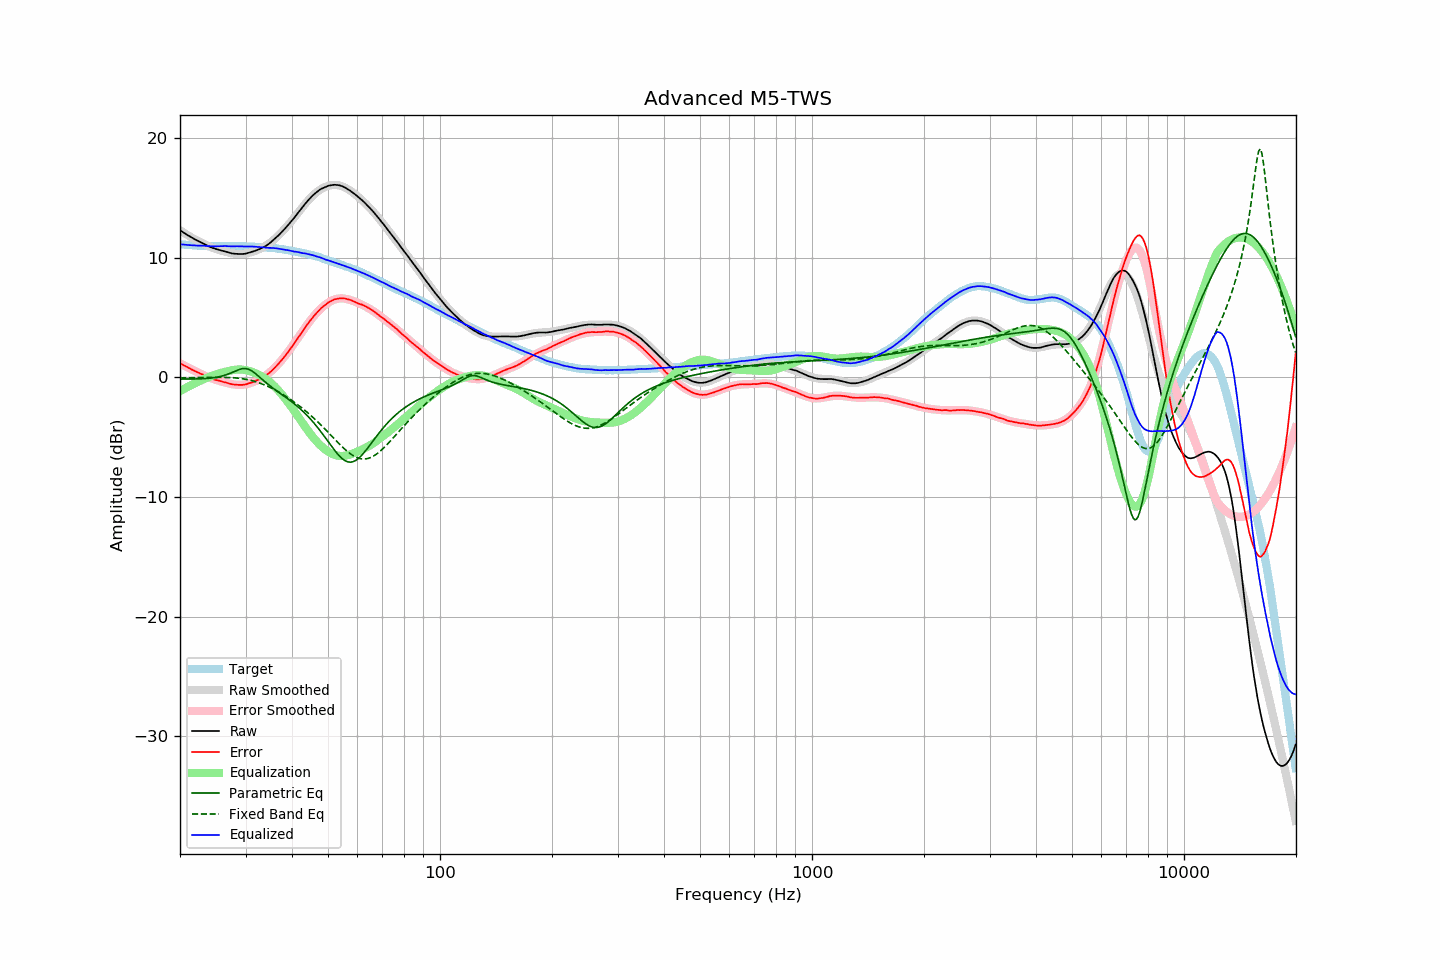 Advanced M5-TWS
20
10
0
−10
−20
−30
Amplitude (dBr)
Target
Raw Smoothed
Error Smoothed
Raw
Error
Equalization
Parametric Eq
Fixed Band Eq
Equalized
100
1000
10000
Frequency (Hz)